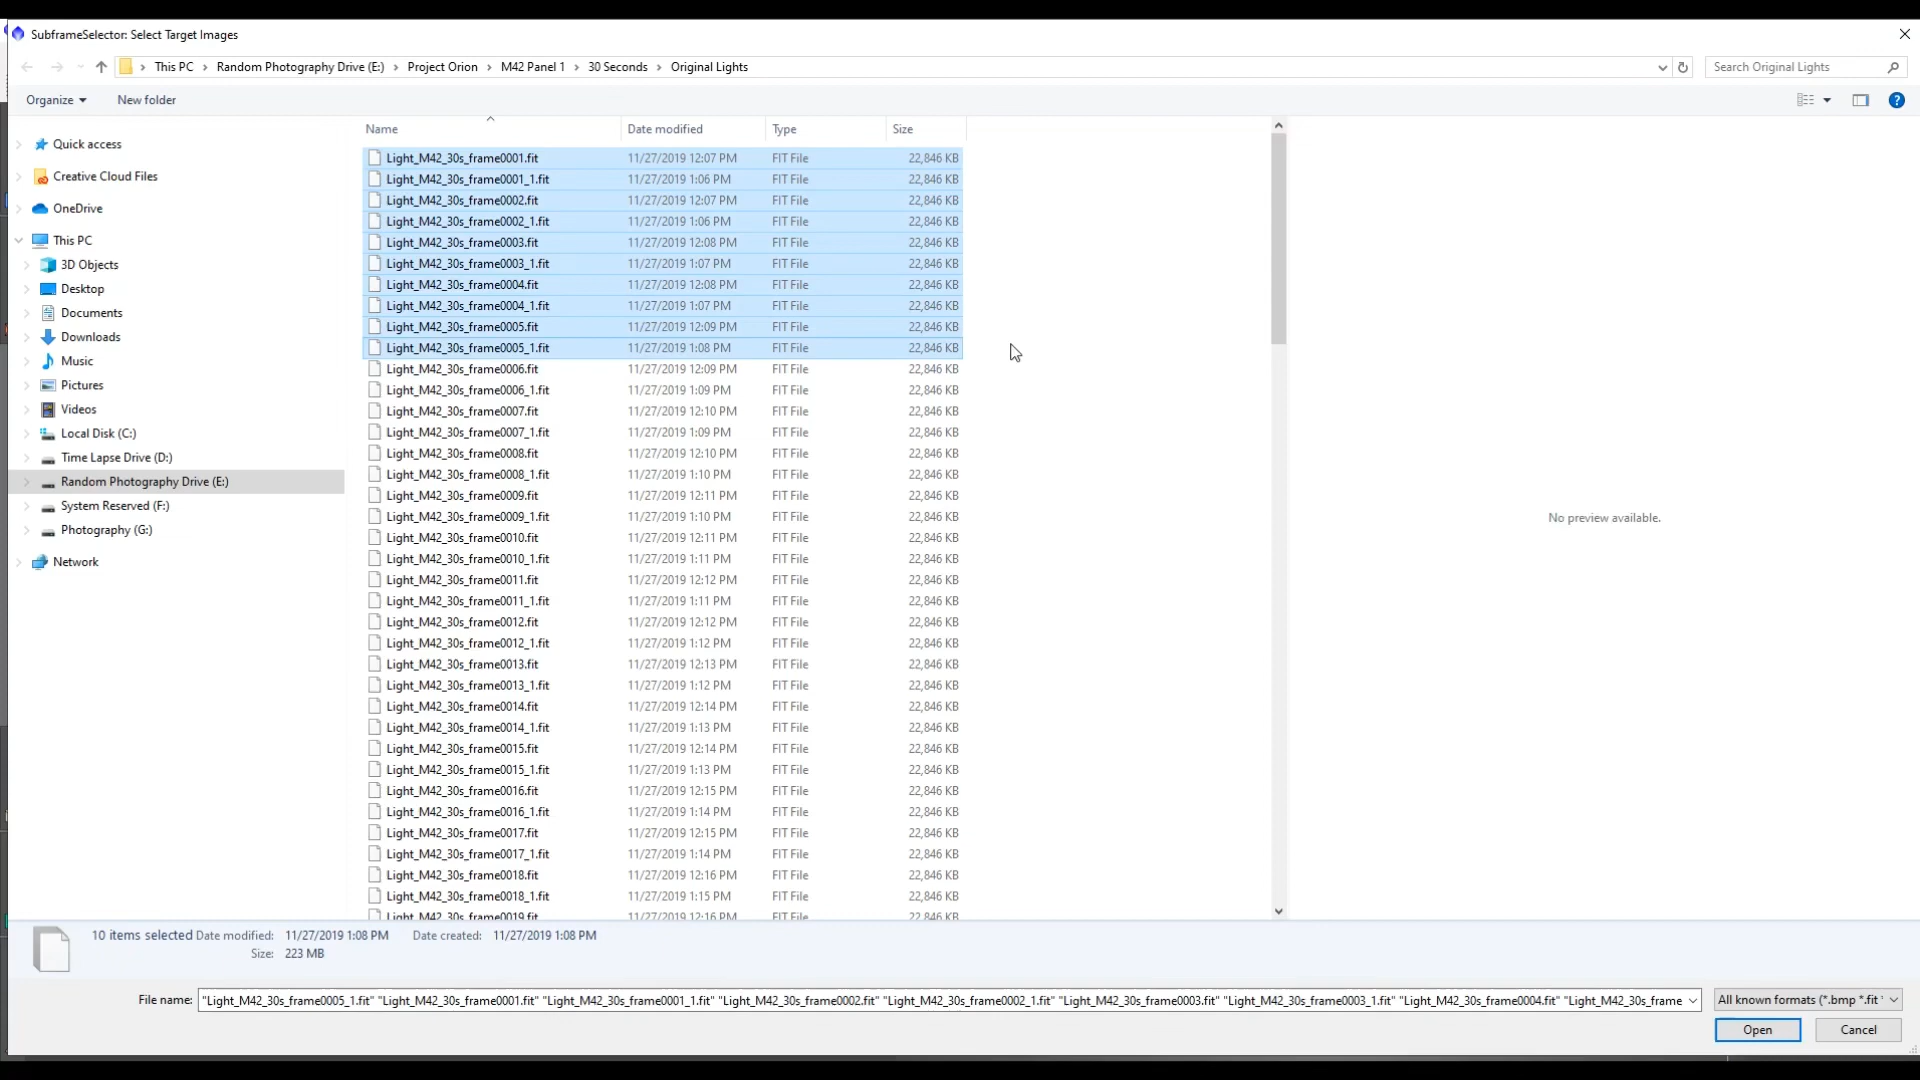 SubframeSelector: Select Target Images
This PC > Random Photography Drive (E:) > Project Orion > M42 Panel 1 > 30 Seconds > Original Lights
Search Original Lights
Organize
New folder
Name Date modified Type Size
Quick access
Creative Cloud Files
OneDrive
This PC
3D Objects
Desktop
Documents
Downloads
Music
Pictures
Videos
Local Disk (C:)
Time Lapse Drive (D:)
Random Photography Drive (E:)
System Reserved (F:)
Photography (G:)
Network
Light_M42_30s_frame0001.fit 11/27/2019 12:07 PM FIT File 22,846 KB
Light_M42_30s_frame0001_1.fit 11/27/2019 1:06 PM FIT File 22,846 KB
Light_M42_30s_frame0002.fit 11/27/2019 12:07 PM FIT File 22,846 KB
Light_M42_30s_frame0002_1.fit 11/27/2019 1:06 PM FIT File 22,846 KB
Light_M42_30s_frame0003.fit 11/27/2019 12:08 PM FIT File 22,846 KB
Light_M42_30s_frame0003_1.fit 11/27/2019 1:07 PM FIT File 22,846 KB
Light_M42_30s_frame0004.fit 11/27/2019 12:08 PM FIT File 22,846 KB
Light_M42_30s_frame0004_1.fit 11/27/2019 1:07 PM FIT File 22,846 KB
Light_M42_30s_frame0005.fit 11/27/2019 12:09 PM FIT File 22,846 KB
Light_M42_30s_frame0005_1.fit 11/27/2019 1:08 PM FIT File 22,846 KB
Light_M42_30s_frame0006.fit 11/27/2019 12:09 PM FIT File 22,846 KB
Light_M42_30s_frame0006_1.fit 11/27/2019 1:09 PM FIT File 22,846 KB
Light_M42_30s_frame0007.fit 11/27/2019 12:10 PM FIT File 22,846 KB
Light_M42_30s_frame0007_1.fit 11/27/2019 1:09 PM FIT File 22,846 KB
Light_M42_30s_frame0008.fit 11/27/2019 12:10 PM FIT File 22,846 KB
Light_M42_30s_frame0008_1.fit 11/27/2019 1:10 PM FIT File 22,846 KB
Light_M42_30s_frame0009.fit 11/27/2019 12:11 PM FIT File 22,846 KB
Light_M42_30s_frame0009_1.fit 11/27/2019 1:10 PM FIT File 22,846 KB
Light_M42_30s_frame0010.fit 11/27/2019 12:11 PM FIT File 22,846 KB
Light_M42_30s_frame0010_1.fit 11/27/2019 1:11 PM FIT File 22,846 KB
Light_M42_30s_frame0011.fit 11/27/2019 12:12 PM FIT File 22,846 KB
Light_M42_30s_frame0011_1.fit 11/27/2019 1:11 PM FIT File 22,846 KB
Light_M42_30s_frame0012.fit 11/27/2019 12:12 PM FIT File 22,846 KB
Light_M42_30s_frame0012_1.fit 11/27/2019 1:12 PM FIT File 22,846 KB
Light_M42_30s_frame0013.fit 11/27/2019 12:13 PM FIT File 22,846 KB
Light_M42_30s_frame0013_1.fit 11/27/2019 1:12 PM FIT File 22,846 KB
Light_M42_30s_frame0014.fit 11/27/2019 12:14 PM FIT File 22,846 KB
Light_M42_30s_frame0014_1.fit 11/27/2019 1:13 PM FIT File 22,846 KB
Light_M42_30s_frame0015.fit 11/27/2019 12:14 PM FIT File 22,846 KB
Light_M42_30s_frame0015_1.fit 11/27/2019 1:13 PM FIT File 22,846 KB
Light_M42_30s_frame0016.fit 11/27/2019 12:15 PM FIT File 22,846 KB
Light_M42_30s_frame0016_1.fit 11/27/2019 1:14 PM FIT File 22,846 KB
Light_M42_30s_frame0017.fit 11/27/2019 12:15 PM FIT File 22,846 KB
Light_M42_30s_frame0017_1.fit 11/27/2019 1:14 PM FIT File 22,846 KB
Light_M42_30s_frame0018.fit 11/27/2019 12:16 PM FIT File 22,846 KB
Light_M42_30s_frame0018_1.fit 11/27/2019 1:15 PM FIT File 22,846 KB
Light_M42_30s_frame0019.fit 11/27/2019 12:16 PM FIT File 22,846 KB
No preview available.
10 items selected Date modified: 11/27/2019 1:08 PM Date created: 11/27/2019 1:08 PM
Size: 223 MB
File name: "Light_M42_30s_frame0005_1.fit" "Light_M42_30s_frame0001.fit" "Light_M42_30s_frame0001_1.fit" "Light_M42_30s_frame0002.fit" "Light_M42_30s_frame0002_1.fit" "Light_M42_30s_frame0003.fit" "Light_M42_30s_frame0003_1.fit" "Light_M42_30s_frame0004.fit" "Light_M42_30s_frame
All known formats (*.bmp *.fit *
Open
Cancel